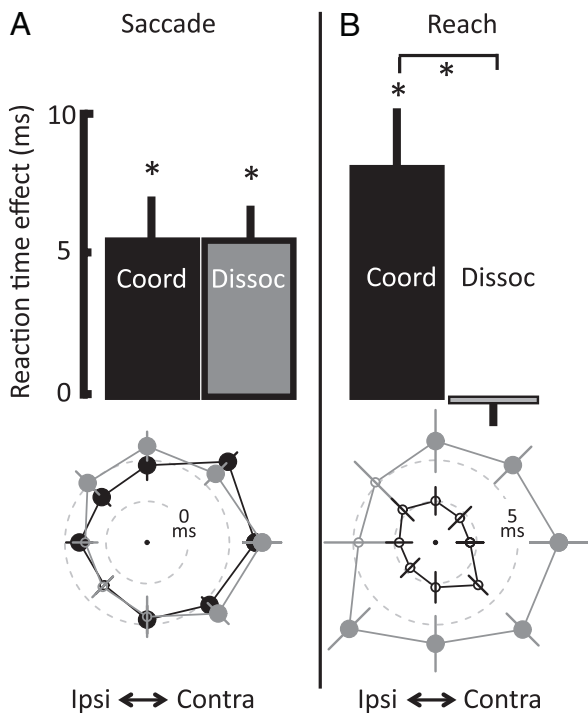 A
Saccade
B
Reach
*
*
*
*
Reaction time effect (ms)
10
5
0
Coord
Dissoc
Coord
Dissoc
0
ms
5
ms
Ipsi ↔ Contra
Ipsi ↔ Contra